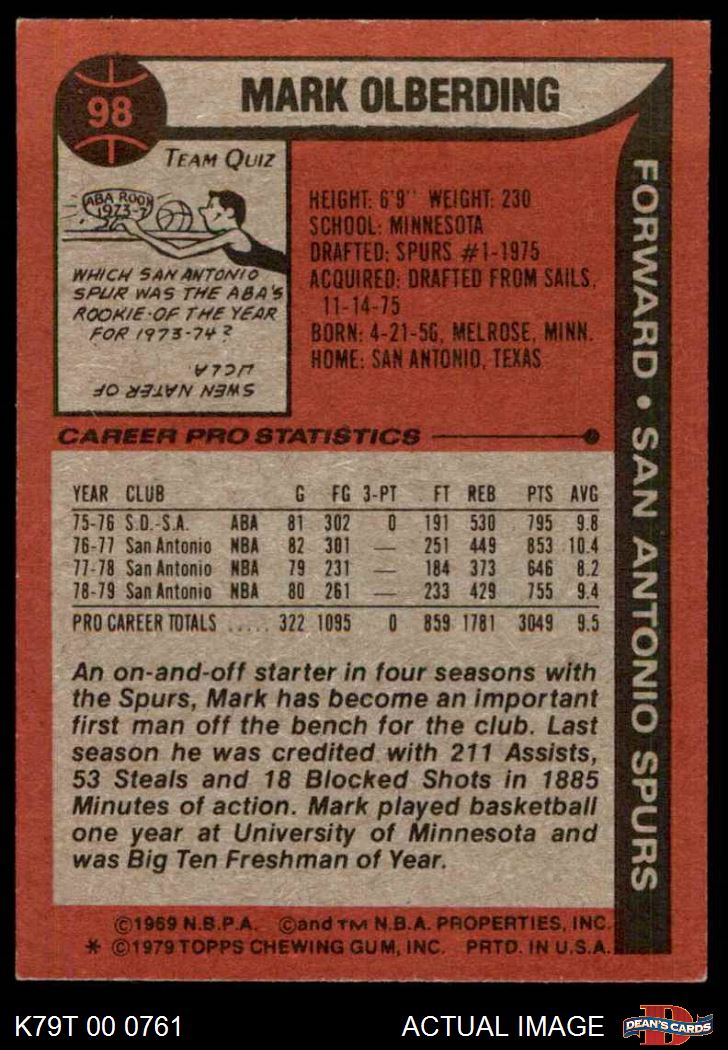 98
MARK OLBERDING
TEAM QUIZ
ABA ROOK
1973-7
WHICH SAN ANTONIO
SPUR WAS THE ABA'S
ROOKIE-OF THE YEAR
FOR 1973-74?
SWEN NATER OF
UCLA
HEIGHT: 6'9" WEIGHT: 230
SCHOOL: MINNESOTA
DRAFTED: SPURS #1-1975
ACQUIRED: DRAFTED FROM SAILS,
11-14-75
BORN: 4-21-56, MELROSE, MINN.
HOME: SAN ANTONIO, TEXAS
FORWARD • SAN ANTONIO SPURS
CAREER PRO STATISTICS
YEAR CLUB G FG 3-PT FT REB PTS AVG
75-76 S.D.-S.A. ABA 81 302 0 191 530 795 9.8
76-77 San Antonio NBA 82 301 — 251 449 853 10.4
77-78 San Antonio NBA 79 231 — 184 373 646 8.2
78-79 San Antonio NBA 80 261 — 233 429 755 9.4
PRO CAREER TOTALS ..... 322 1095 0 859 1781 3049 9.5
An on-and-off starter in four seasons with
the Spurs, Mark has become an important
first man off the bench for the club. Last
season he was credited with 211 Assists,
53 Steals and 18 Blocked Shots in 1885
Minutes of action. Mark played basketball
one year at University of Minnesota and
was Big Ten Freshman of Year.
©1969 N.B.P.A. ©and TM N.B.A. PROPERTIES, INC.
* ©1979 TOPPS CHEWING GUM, INC. PRTD. IN U.S.A.
K79T 00 0761
ACTUAL IMAGE
D
DEAN'S CARDS